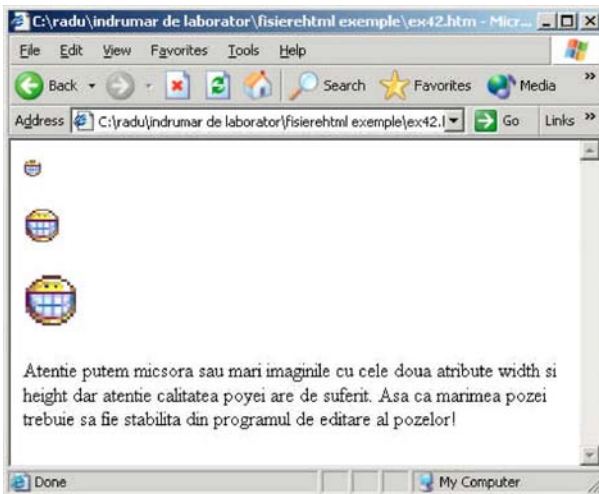 C:\radu\indrumar de laborator\fisierehtml exemple\ex42.htm - Micr...
File Edit View Favorites Tools Help
Back Search Favorites Media »
Address C:\radu\indrumar de laborator\fisierehtml exemple\ex42.l Go Links »
Atentie putem micsora sau mari imaginile cu cele doua atribute width si
height dar atentie calitatea poyei are de suferit. Asa ca marimea pozei
trebuie sa fie stabilita din programul de editare al pozelor!
Done My Computer